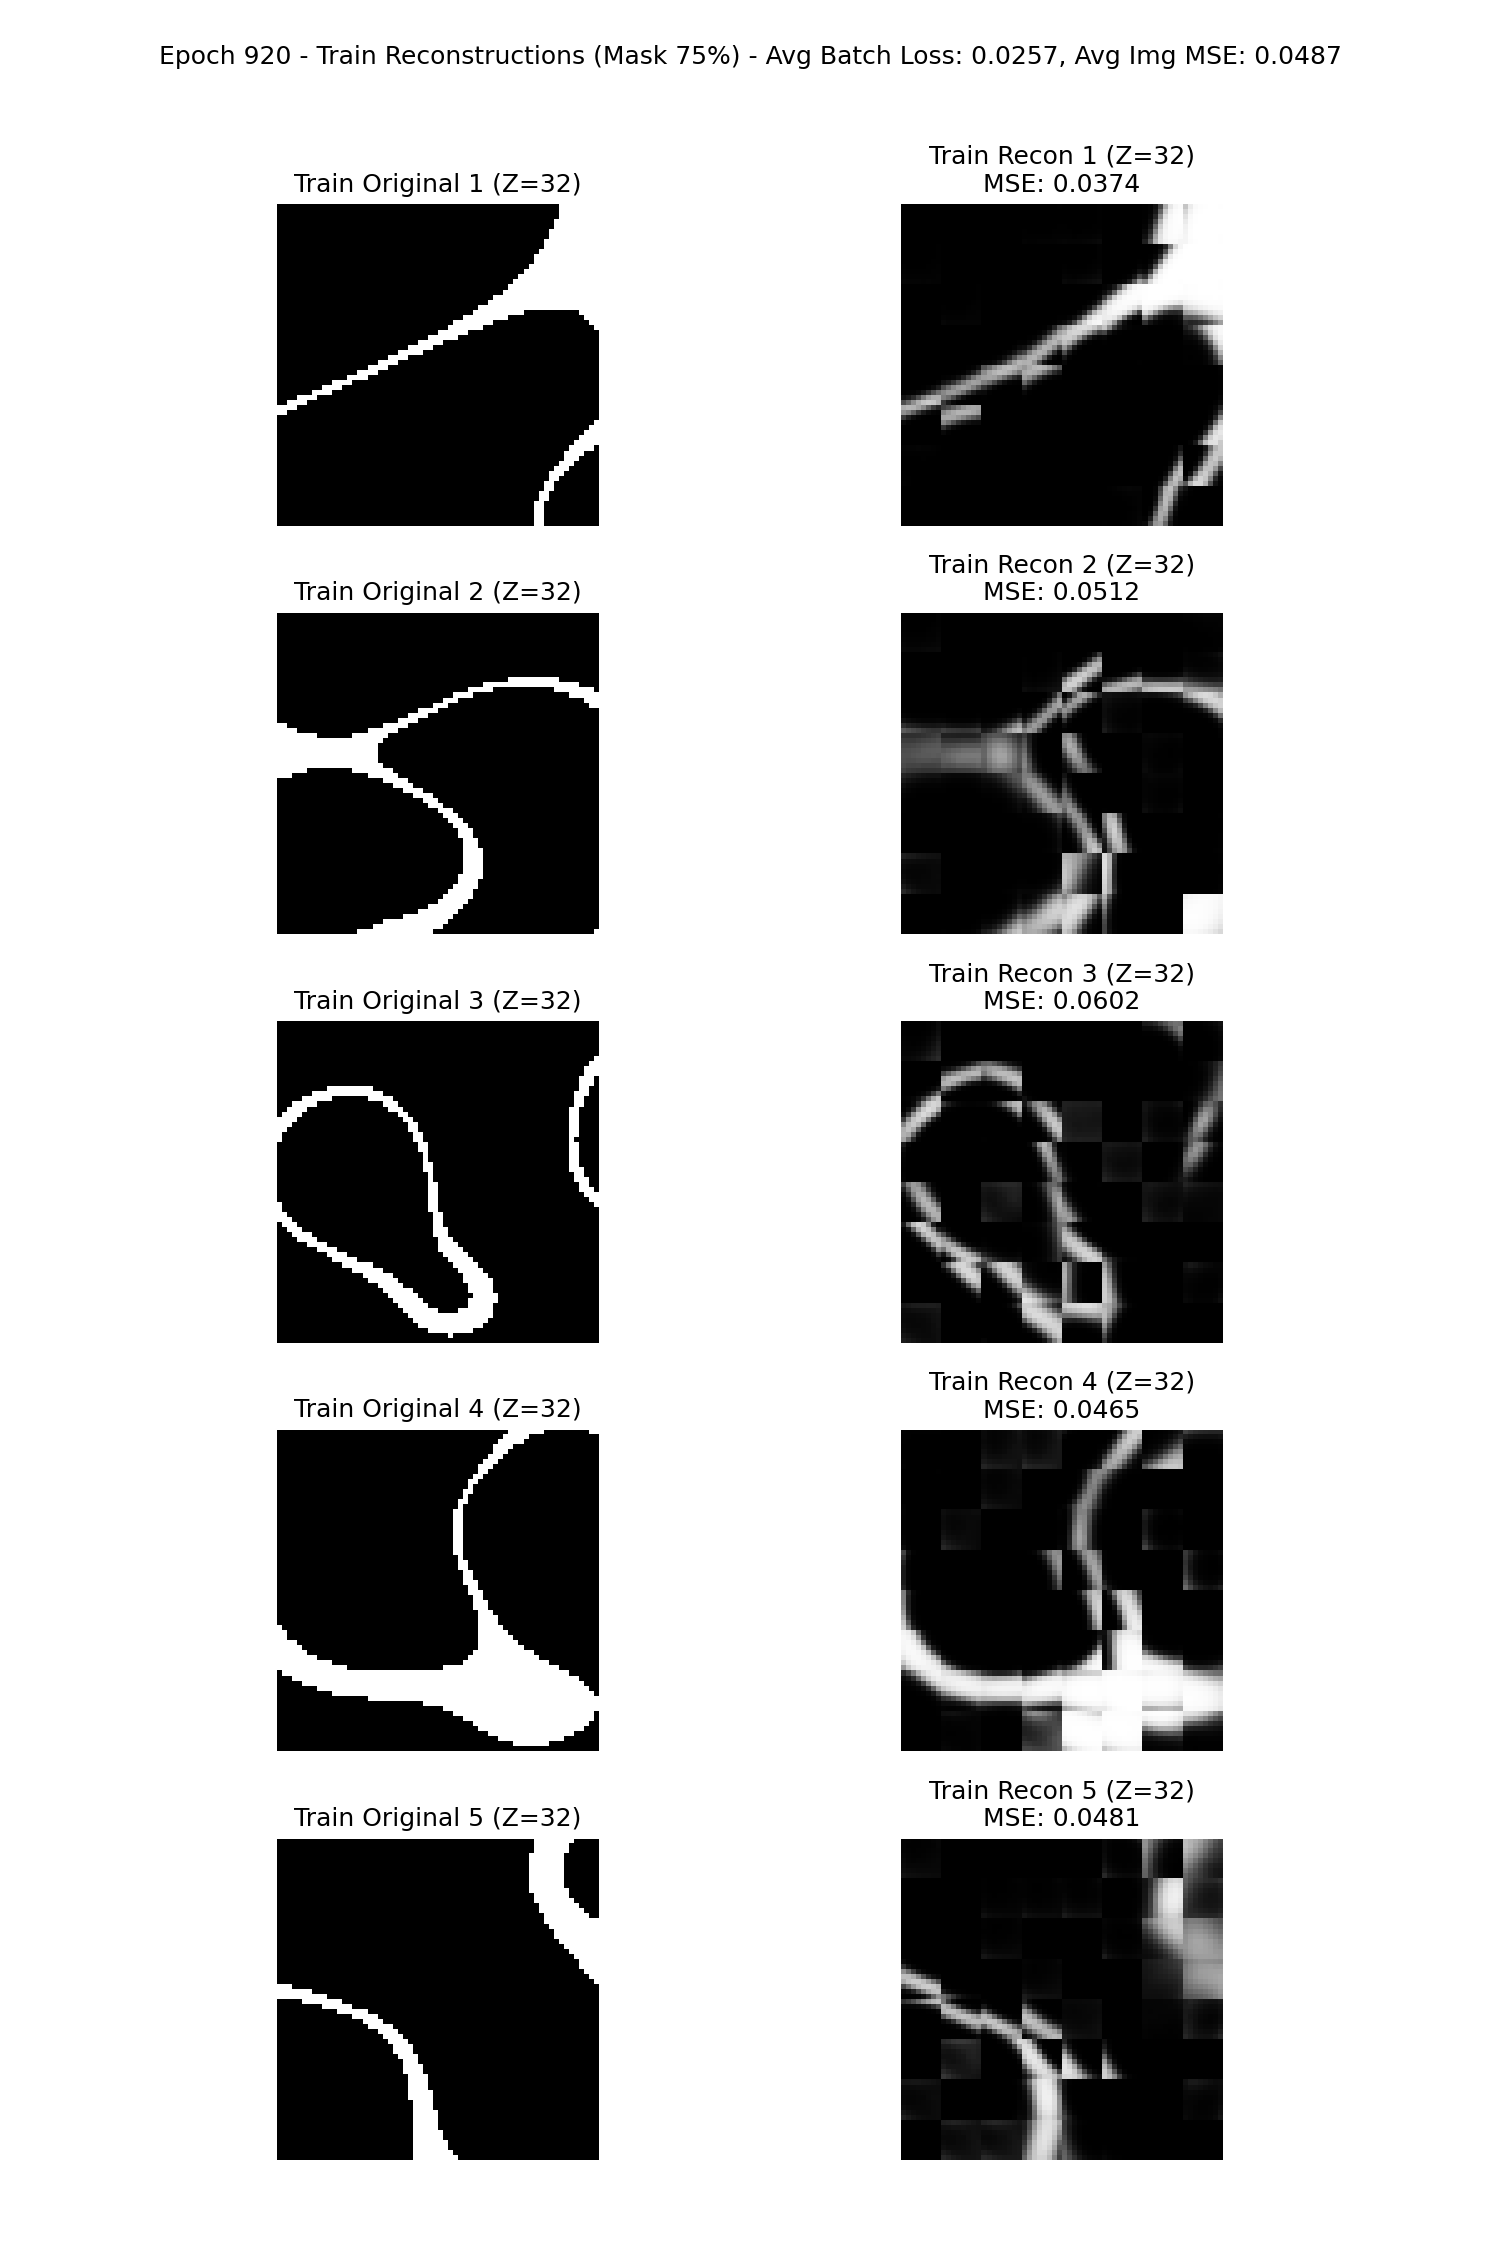 Epoch 920 - Train Reconstructions (Mask 75%) - Avg Batch Loss: 0.0257, Avg Img MSE: 0.0487
Train Original 1 (Z=32)
Train Recon 1 (Z=32)
MSE: 0.0374
Train Original 2 (Z=32)
Train Recon 2 (Z=32)
MSE: 0.0512
Train Original 3 (Z=32)
Train Recon 3 (Z=32)
MSE: 0.0602
Train Original 4 (Z=32)
Train Recon 4 (Z=32)
MSE: 0.0465
Train Original 5 (Z=32)
Train Recon 5 (Z=32)
MSE: 0.0481